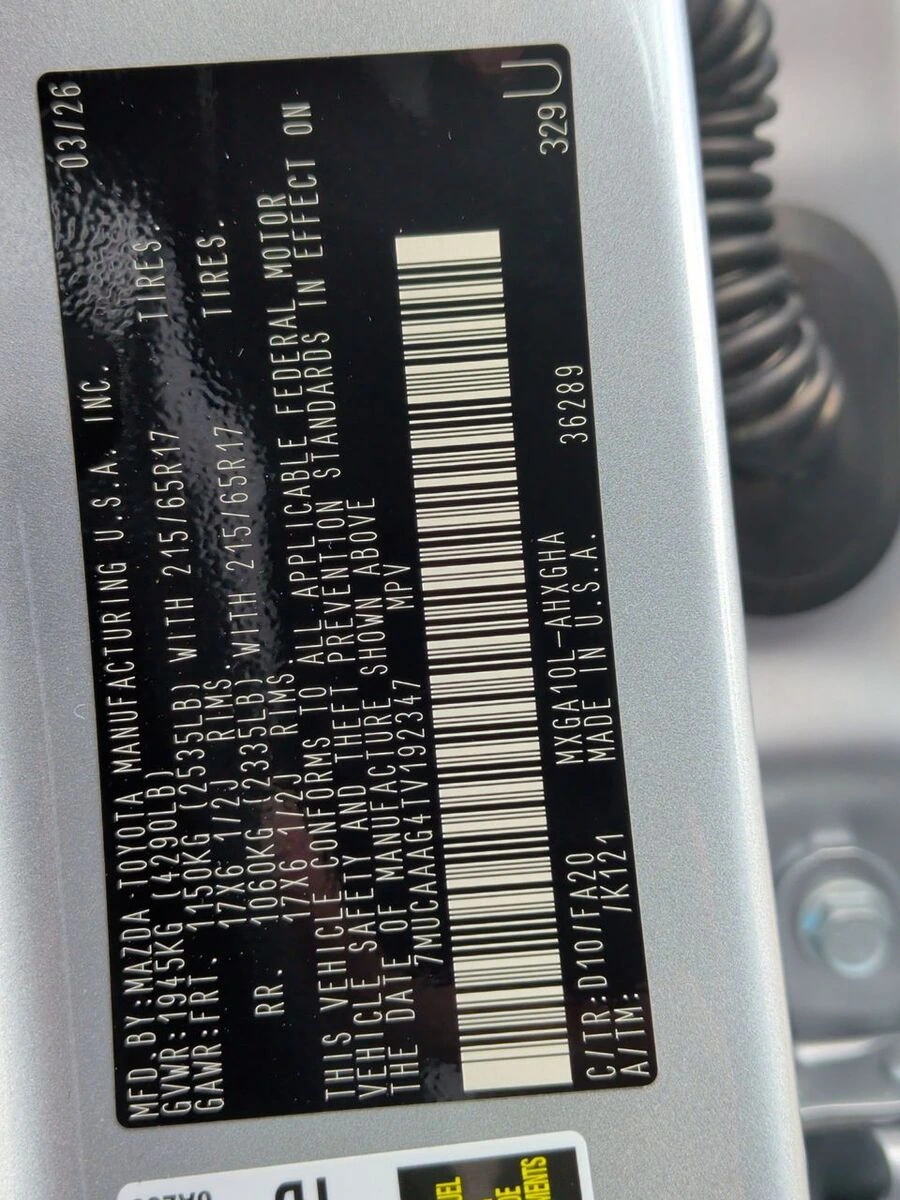 MFD.BY:MAZDA TOYOTA MANUFACTURING U.S.A. INC. 03/26
GVWR:1945KG (4290LB)
GAWR:FRT. 1150KG (2535LB) WITH 215/65R17 TIRES.
17X6 1/2J RIMS.
RR. 1060KG (2335LB) WITH 215/65R17 TIRES.
17X6 1/2J RIMS.
THIS VEHICLE CONFORMS TO ALL APPLICABLE FEDERAL MOTOR
VEHICLE SAFETY AND THEFT PREVENTION STANDARDS IN EFFECT ON
THE DATE OF MANUFACTURE SHOWN ABOVE
7MUCAAAG4TV192347 MPV
C/TR:D10/FA20 MXGA10L-AHXGHA 36289 329U
A/TM: /K121 MADE IN U.S.A.